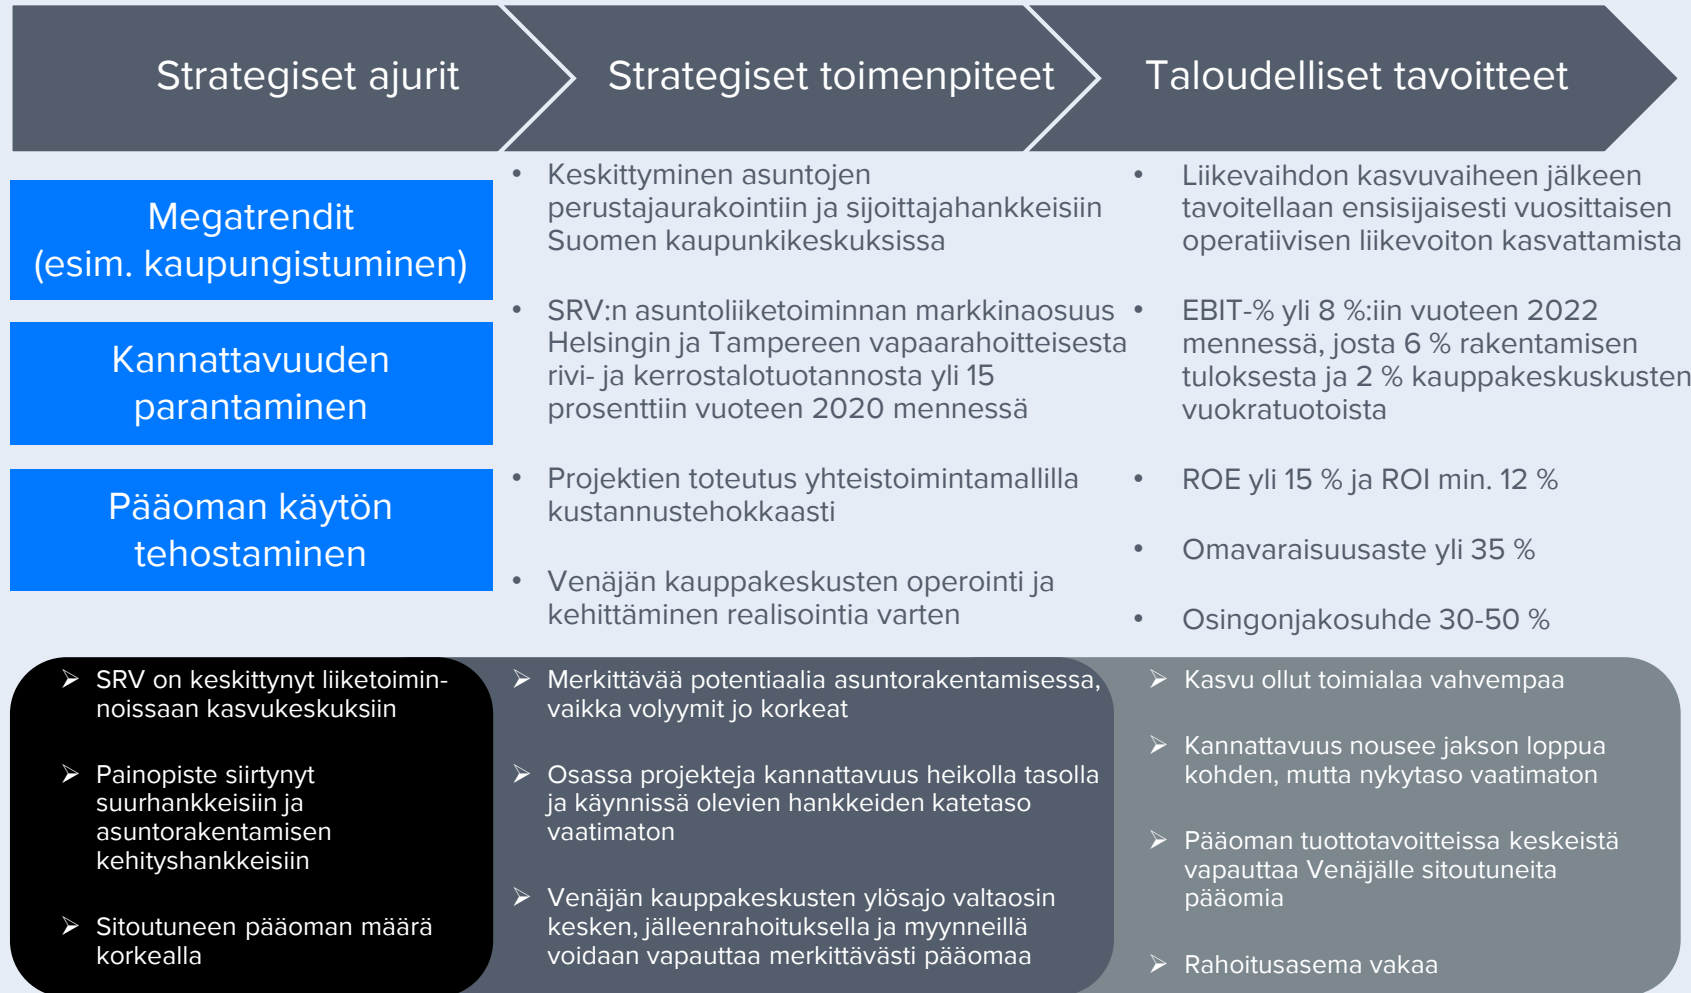 Strategiset ajurit
Strategiset toimenpiteet
Taloudelliset tavoitteet
Megatrendit
(esim. kaupungistuminen)
Kannattavuuden
parantaminen
Pääoman käytön
tehostaminen
• Keskittyminen asuntojen
perustajaurakointiin ja sijoittajahankkeisiin
Suomen kaupunkikeskuksissa
• SRV:n asuntoliiketoiminnan markkinaosuus
Helsingin ja Tampereen vapaarahoitteisesta
rivi- ja kerrostalotuotannosta yli 15
prosenttiin vuoteen 2020 mennessä
• Projektien toteutus yhteistoimintamallilla
kustannustehokkaasti
• Venäjän kauppakeskusten operointi ja
kehittäminen realisointia varten
• Liikevaihdon kasvuvaiheen jälkeen
tavoitellaan ensisijaisesti vuosittaisen
operatiivisen liikevoiton kasvattamista
• EBIT-% yli 8 %:iin vuoteen 2022
mennessä, josta 6 % rakentamisen
tuloksesta ja 2 % kauppakeskuskusten
vuokratuotoista
• ROE yli 15 % ja ROI min. 12 %
• Omavaraisuusaste yli 35 %
• Osingonjakosuhde 30-50 %
➢ SRV on keskittynyt liiketoimin-
noissaan kasvukeskuksiin
➢ Painopiste siirtynyt
suurhankkeisiin ja
asuntorakentamisen
kehityshankkeisiin
➢ Sitoutuneen pääoman määrä
korkealla
➢ Merkittävää potentiaalia asuntorakentamisessa,
vaikka volyymit jo korkeat
➢ Osassa projekteja kannattavuus heikolla tasolla
ja käynnissä olevien hankkeiden katetaso
vaatimaton
➢ Venäjän kauppakeskusten ylösajo valtaosin
kesken, jälleenrahoituksella ja myynneillä
voidaan vapauttaa merkittävästi pääomaa
➢ Kasvu ollut toimialaa vahvempaa
➢ Kannattavuus nousee jakson loppua
kohden, mutta nykytaso vaatimaton
➢ Pääoman tuottotavoitteissa keskeistä
vapauttaa Venäjälle sitoutuneita
pääomia
➢ Rahoitusasema vakaa